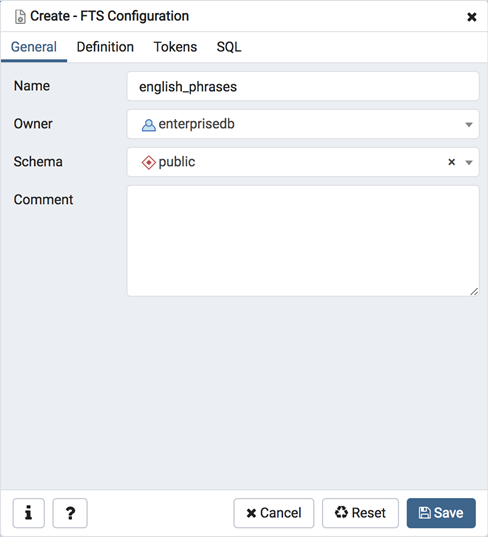 Create - FTS Configuration
General Definition Tokens SQL
Name english_phrases
Owner enterprisedb
Schema public
Comment
Cancel Reset Save